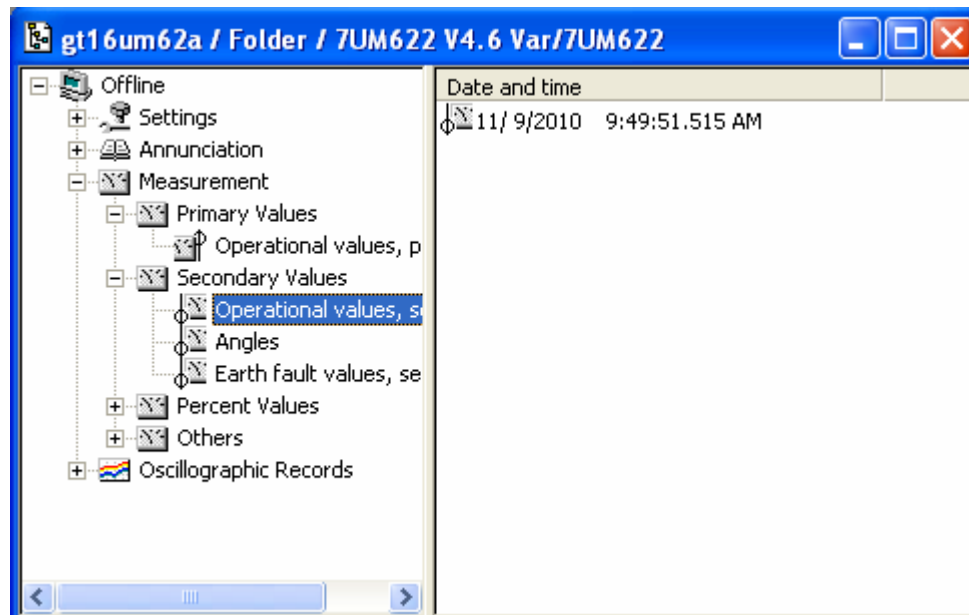 gt16um62a / Folder / 7UM622 V4.6 Var/7UM622
Offline
Settings
Annunciation
Measurement
Primary Values
Operational values, p
Secondary Values
Operational values, s
Angles
Earth fault values, se
Percent Values
Others
Oscillographic Records
Date and time
11/ 9/2010 9:49:51.515 AM